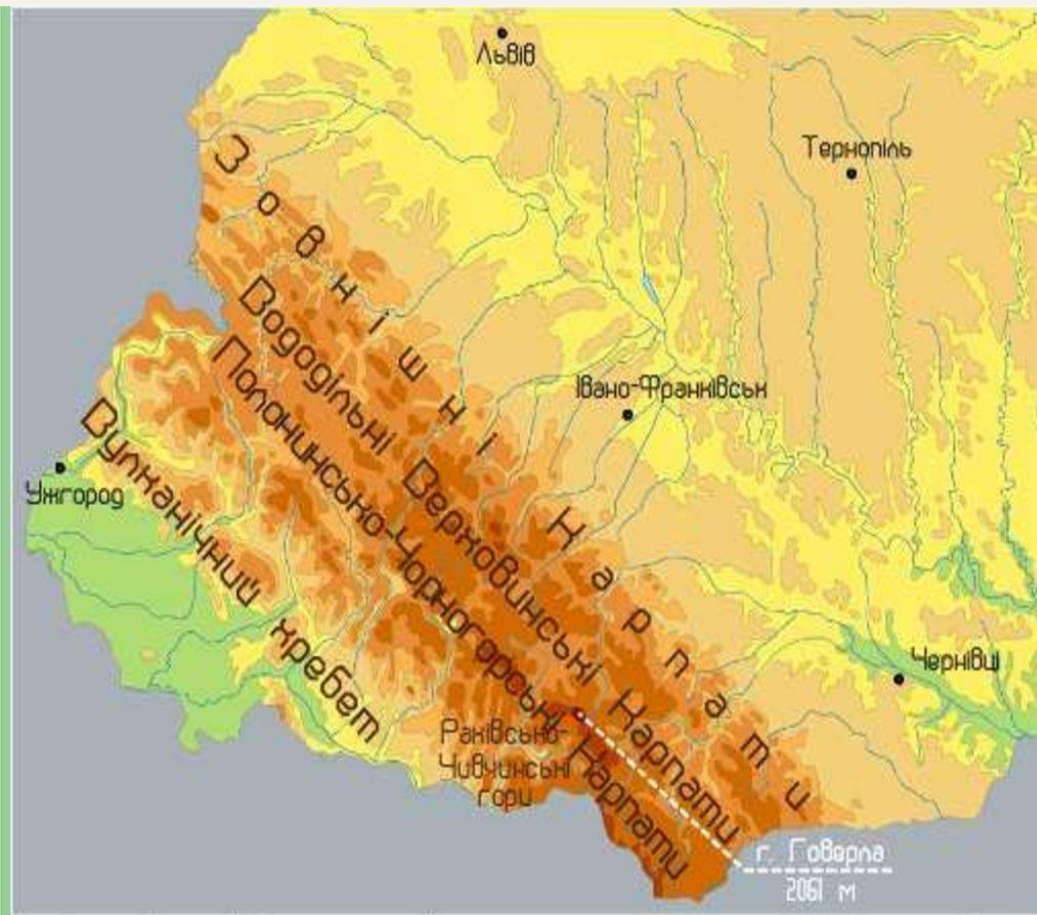 Львів
Тернопіль
Зовнішні Карпати
Вододільні Верховинські Карпати
Полонинсько-Чорногорські Карпати
Івано-Франківськ
Вулканічний хребет
Ужгород
Чернівці
Рахівсько-
Чивчинські
гори
г. Говерла
2061 м